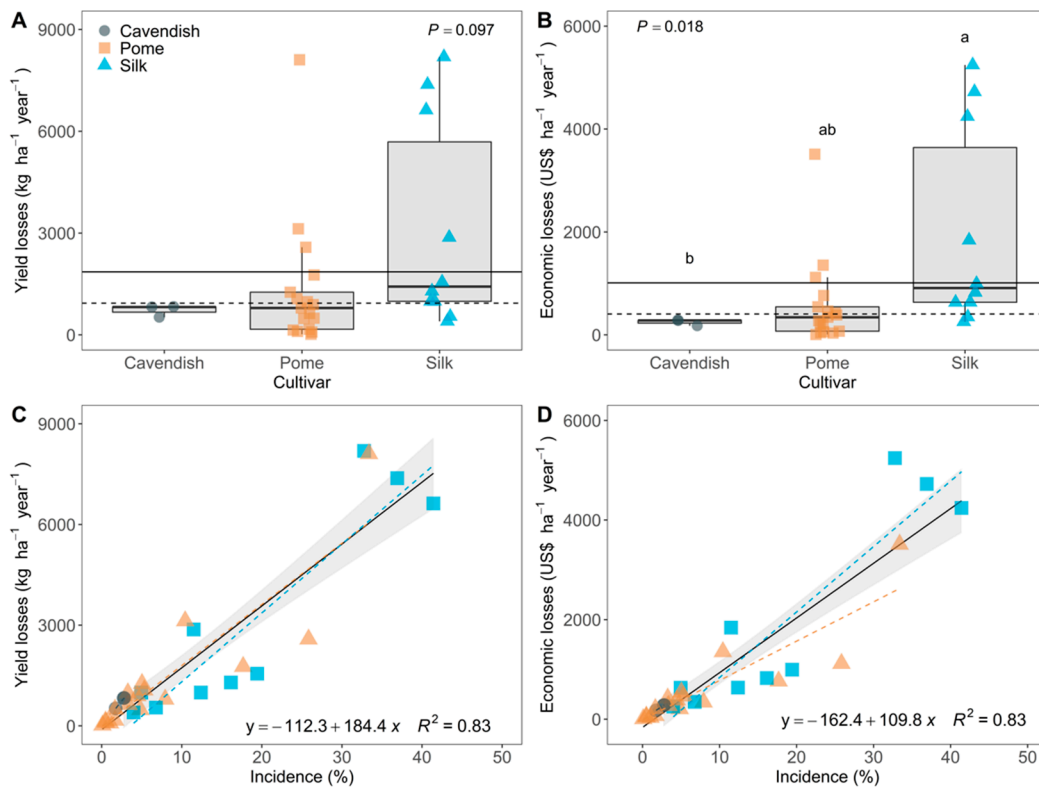 A
Cavendish
Pome
Silk
P = 0.097
Yield losses (kg ha⁻¹ year⁻¹)
9000
6000
3000
0
Cavendish Pome Silk
Cultivar
B
P = 0.018
a
ab
b
Economic losses (US$ ha⁻¹ year⁻¹)
6000
4000
2000
0
Cavendish Pome Silk
Cultivar
C
Yield losses (kg ha⁻¹ year⁻¹)
9000
6000
3000
0
y = −112.3 + 184.4 x R² = 0.83
0 10 20 30 40 50
Incidence (%)
D
Economic losses (US$ ha⁻¹ year⁻¹)
6000
4000
2000
0
y = −162.4 + 109.8 x R² = 0.83
0 10 20 30 40 50
Incidence (%)